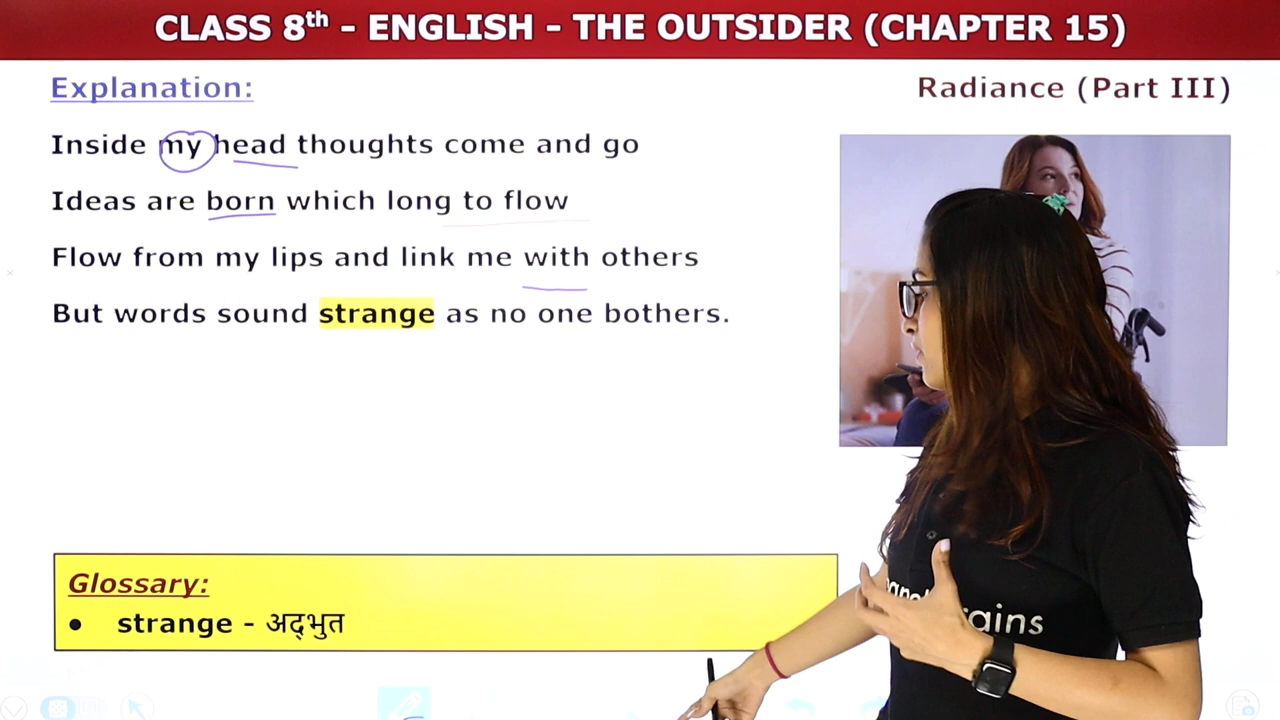 CLASS 8th - ENGLISH - THE OUTSIDER (CHAPTER 15)
Explanation:
Radiance (Part III)
Inside my head thoughts come and go
Ideas are born which long to flow
Flow from my lips and link me with others
But words sound strange as no one bothers.
Glossary:
• strange - अद्भुत